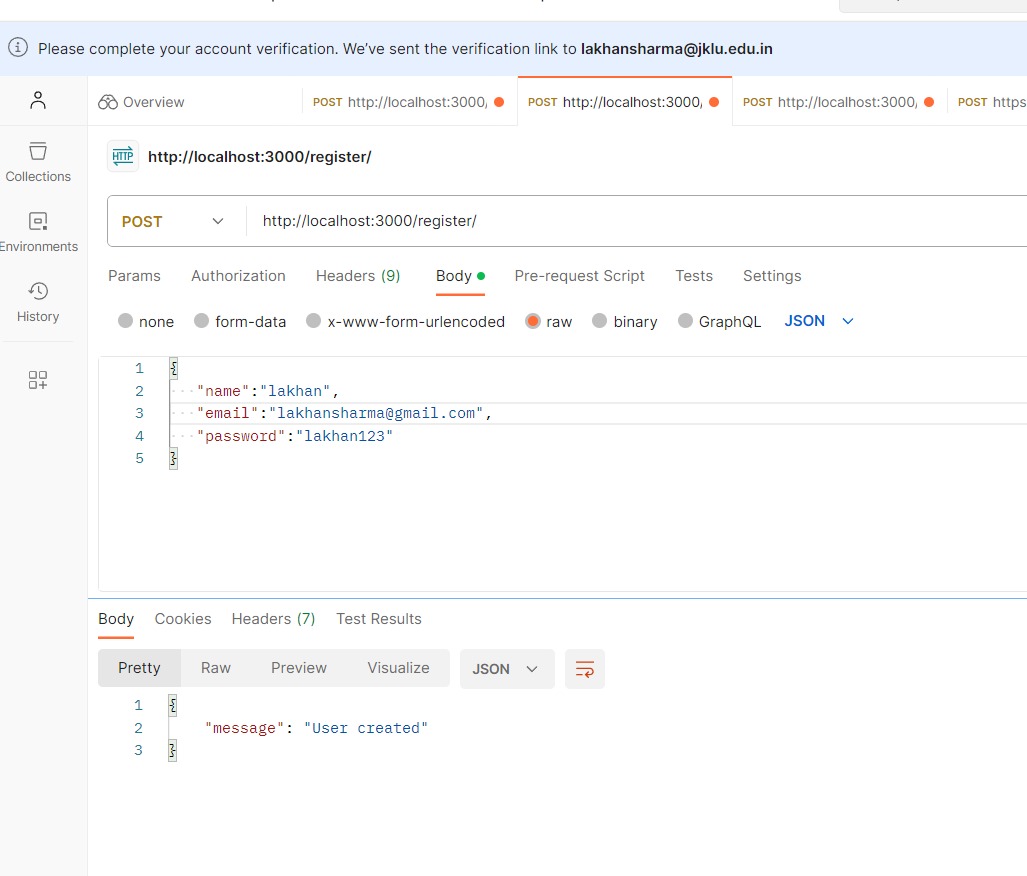 Please complete your account verification. We've sent the verification link to lakhansharma@jklu.edu.in
Overview
POST http://localhost:3000/
POST http://localhost:3000/
POST http://localhost:3000/
POST https
Collections
Environments
History
HTTP http://localhost:3000/register/
POST http://localhost:3000/register/
Params Authorization Headers (9) Body Pre-request Script Tests Settings
none form-data x-www-form-urlencoded raw binary GraphQL JSON
1 {
2 "name":"lakhan",
3 "email":"lakhansharma@gmail.com",
4 "password":"lakhan123"
5 }
Body Cookies Headers (7) Test Results
Pretty Raw Preview Visualize JSON
1 {
2 "message": "User created"
3 }